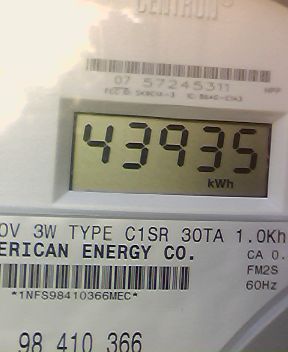 CENTRON®
07 57245311
43935
kWh
0V 3W TYPE C1SR 30TA 1.0Kh
ERICAN ENERGY CO.
CA 0.
FM2S
60Hz
*1NFS98410366MEC*
98 410 366